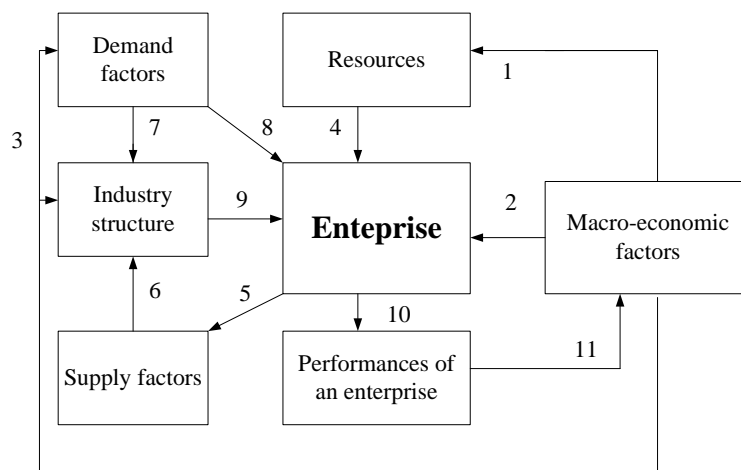 Demand
factors
Resources
1
3
7
8
4
Industry
structure
9
Enteprise
2
Macro-economic
factors
6
5
10
Supply factors
Performances of
an enterprise
11